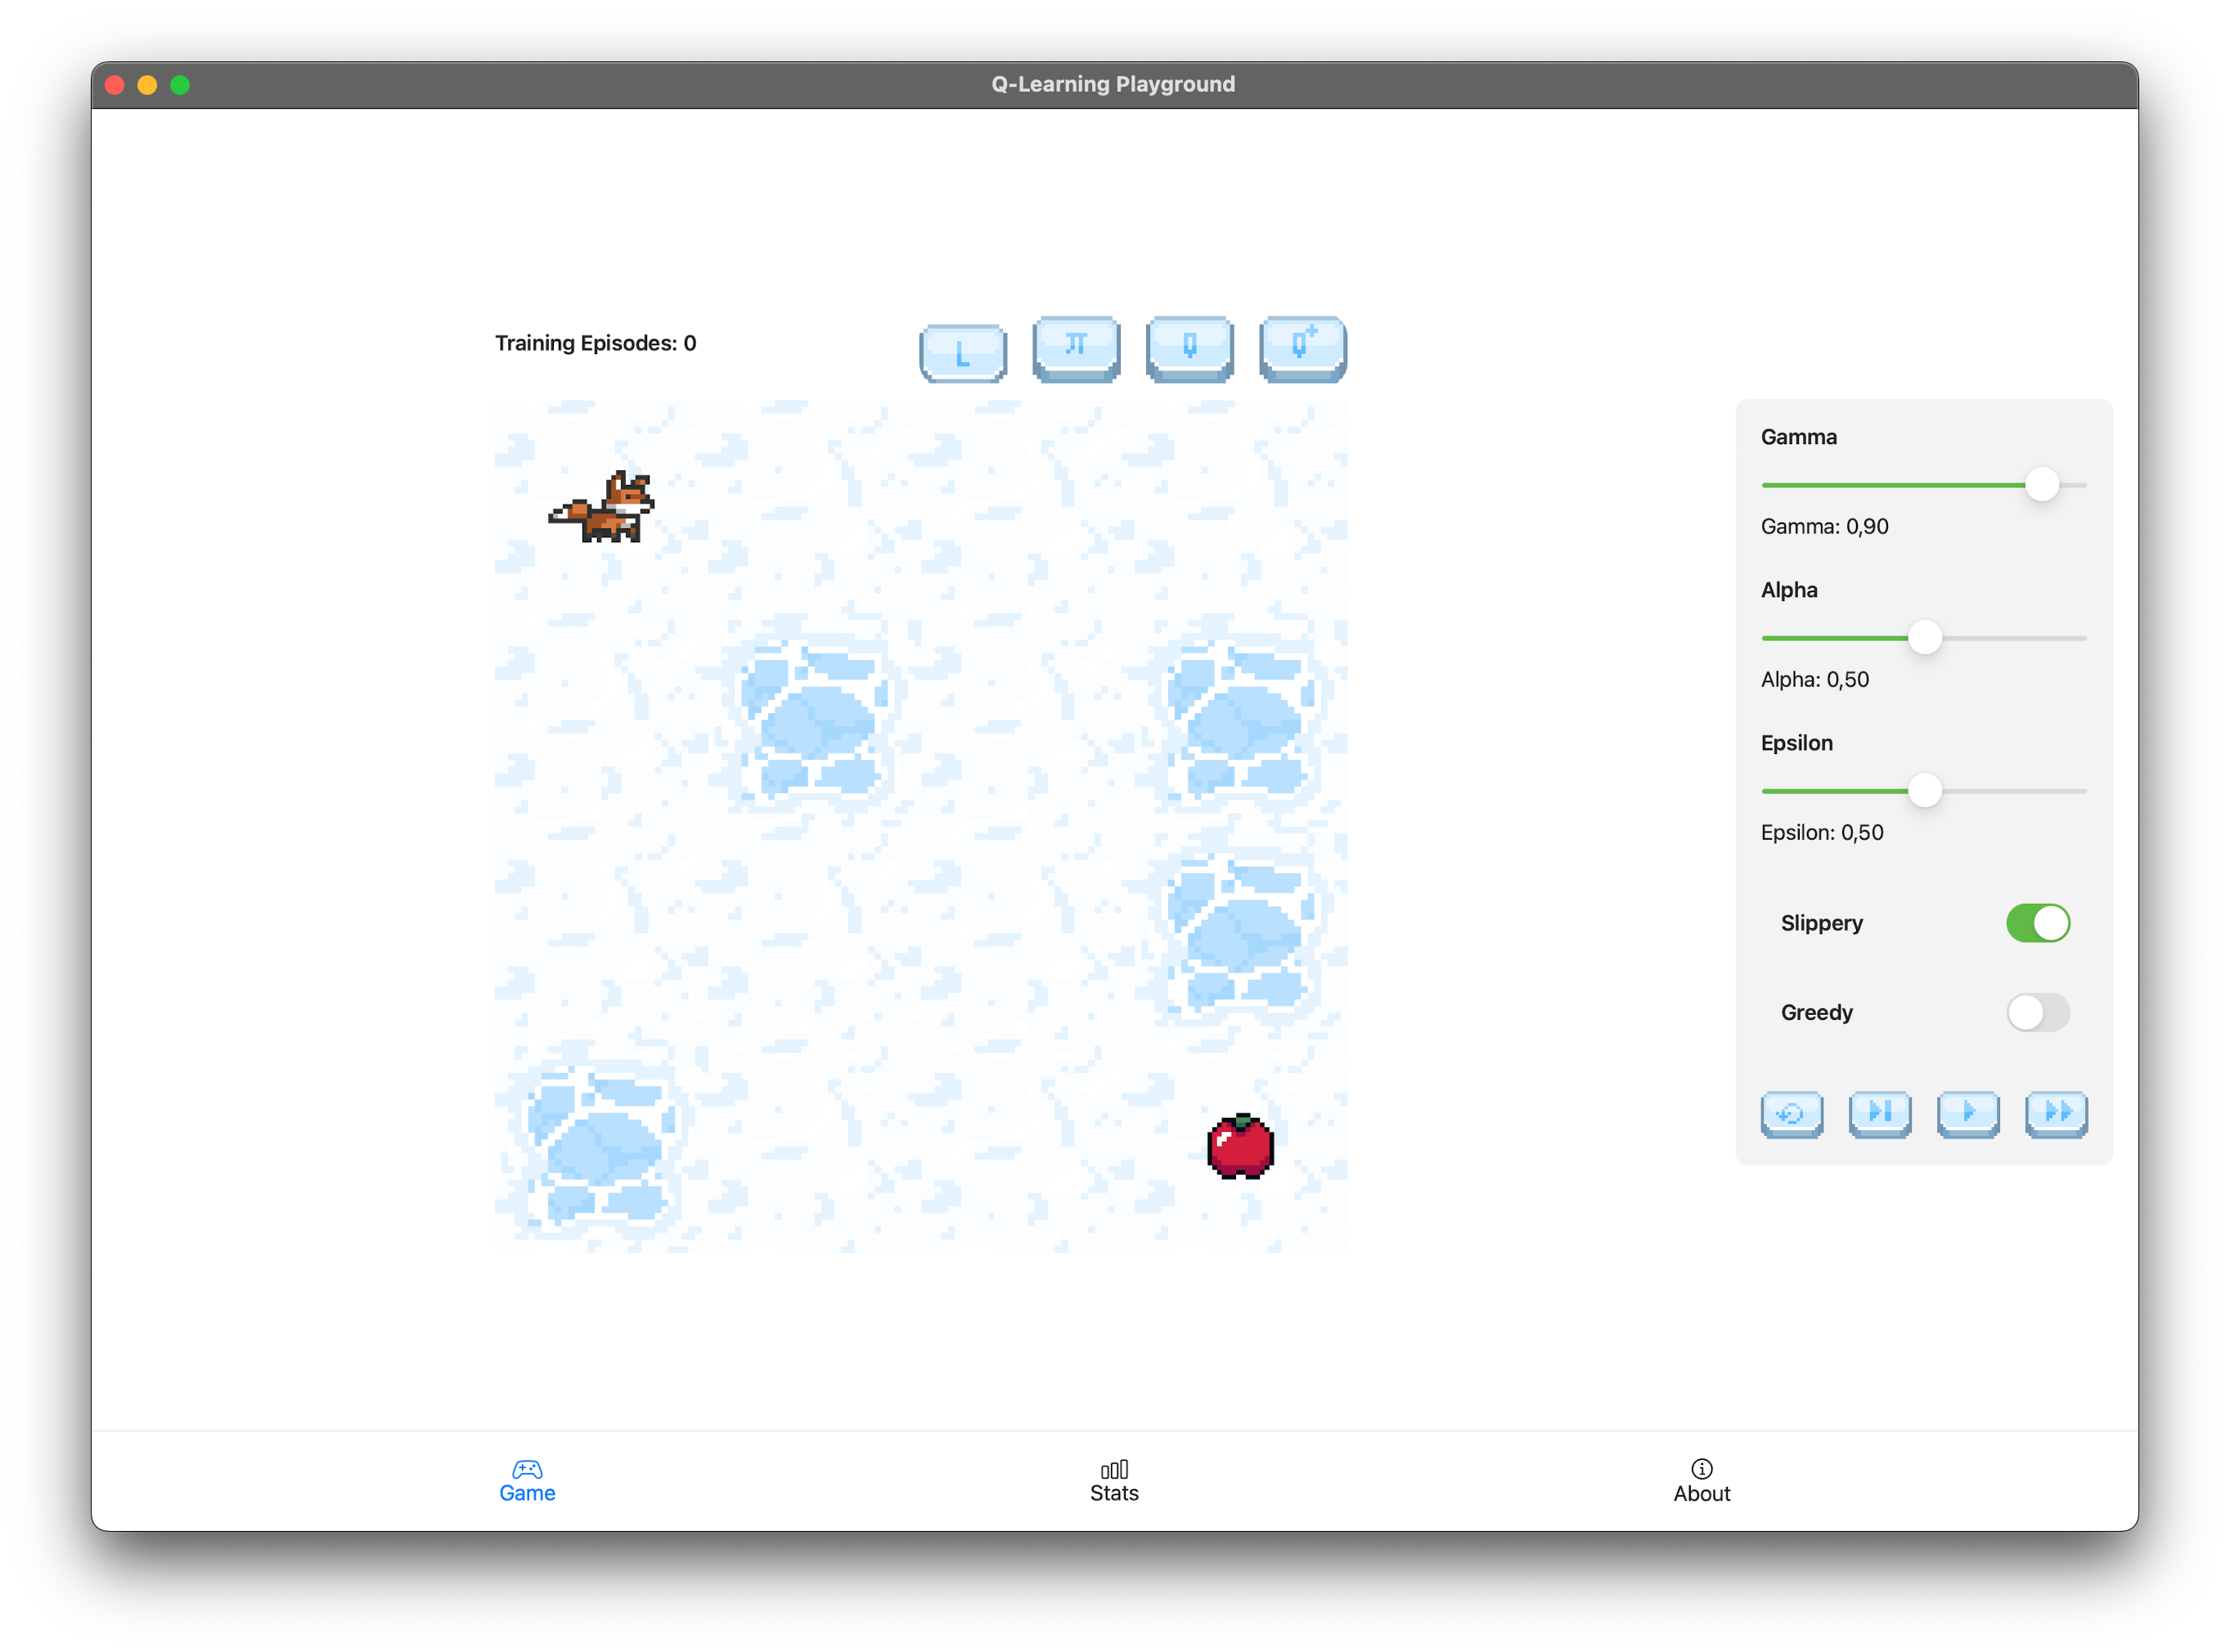 Q-Learning Playground
Training Episodes: 0
L π Q Q+
Gamma
Gamma: 0,90
Alpha
Alpha: 0,50
Epsilon
Epsilon: 0,50
Slippery
Greedy
Game Stats About